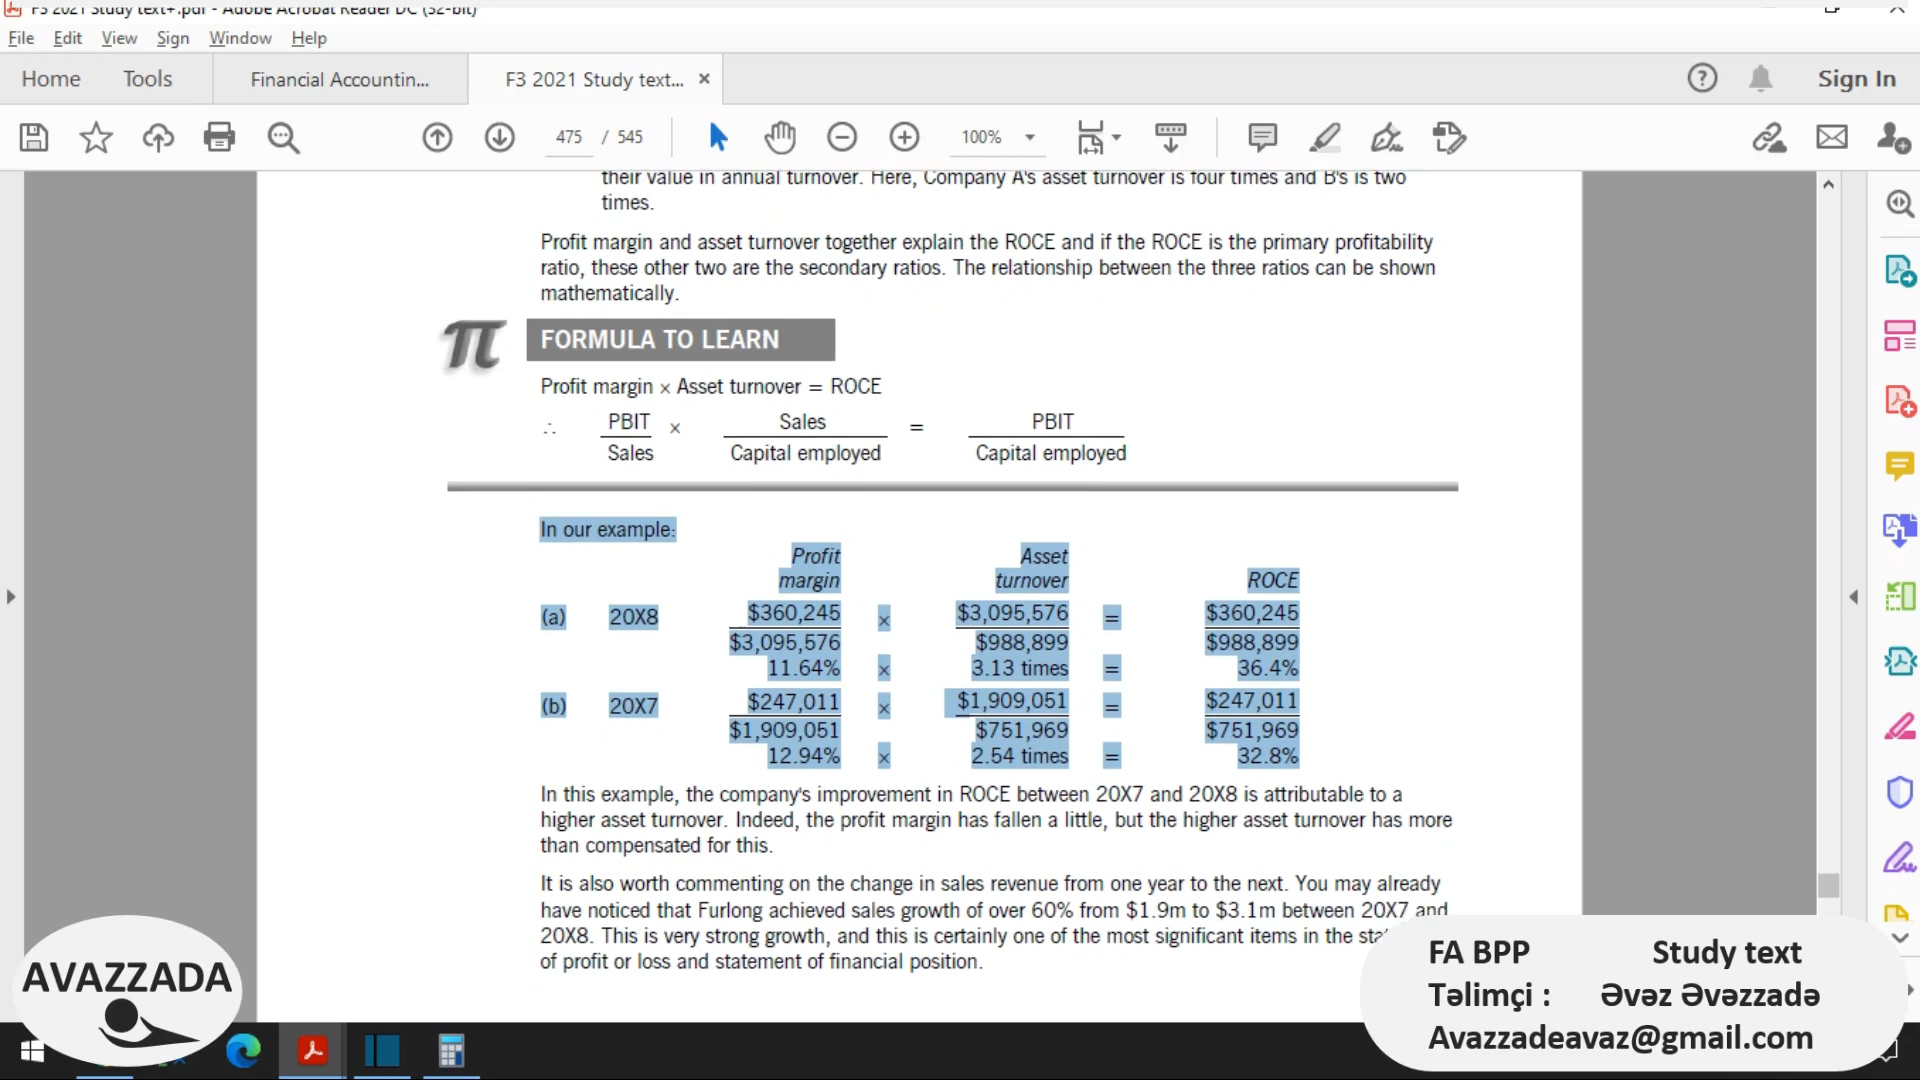 F3 2021 Study text+.pdf - Adobe Acrobat Reader DC (32-bit)
File Edit View Sign Window Help
Home Tools Financial Accountin... F3 2021 Study text... × Sign In
475 / 545 100%
their value in annual turnover. Here, Company A's asset turnover is four times and B's is two
times.
Profit margin and asset turnover together explain the ROCE and if the ROCE is the primary profitability
ratio, these other two are the secondary ratios. The relationship between the three ratios can be shown
mathematically.
π FORMULA TO LEARN
Profit margin × Asset turnover = ROCE
∴ PBIT × Sales = PBIT
Sales Capital employed Capital employed
In our example:
Profit Asset
margin turnover ROCE
(a) 20X8 $360,245 × $3,095,576 = $360,245
$3,095,576 $988,899 $988,899
11.64% × 3.13 times = 36.4%
(b) 20X7 $247,011 × $1,909,051 = $247,011
$1,909,051 $751,969 $751,969
12.94% × 2.54 times = 32.8%
In this example, the company's improvement in ROCE between 20X7 and 20X8 is attributable to a
higher asset turnover. Indeed, the profit margin has fallen a little, but the higher asset turnover has more
than compensated for this.
It is also worth commenting on the change in sales revenue from one year to the next. You may already
have noticed that Furlong achieved sales growth of over 60% from $1.9m to $3.1m between 20X7 and
20X8. This is very strong growth, and this is certainly one of the most significant items in the
of profit or loss and statement of financial position.
AVAZZADA
FA BPP Study text
Təlimçi : Əvəz Əvəzzadə
Avazzadeavaz@gmail.com